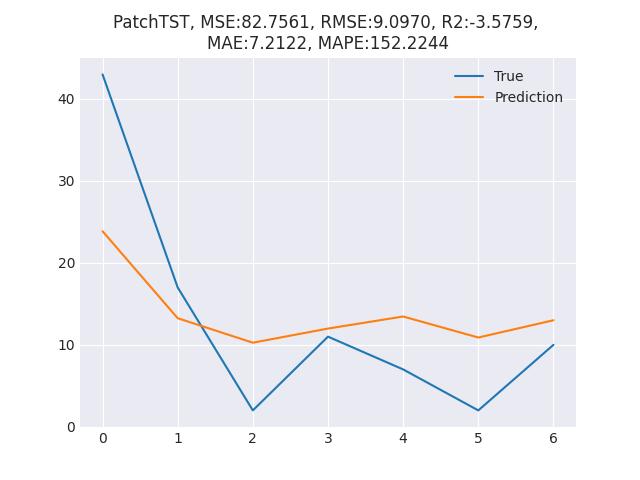 PatchTST, MSE:82.7561, RMSE:9.0970, R2:-3.5759,
MAE:7.2122, MAPE:152.2244
True
Prediction
40
30
20
10
0
0 1 2 3 4 5 6